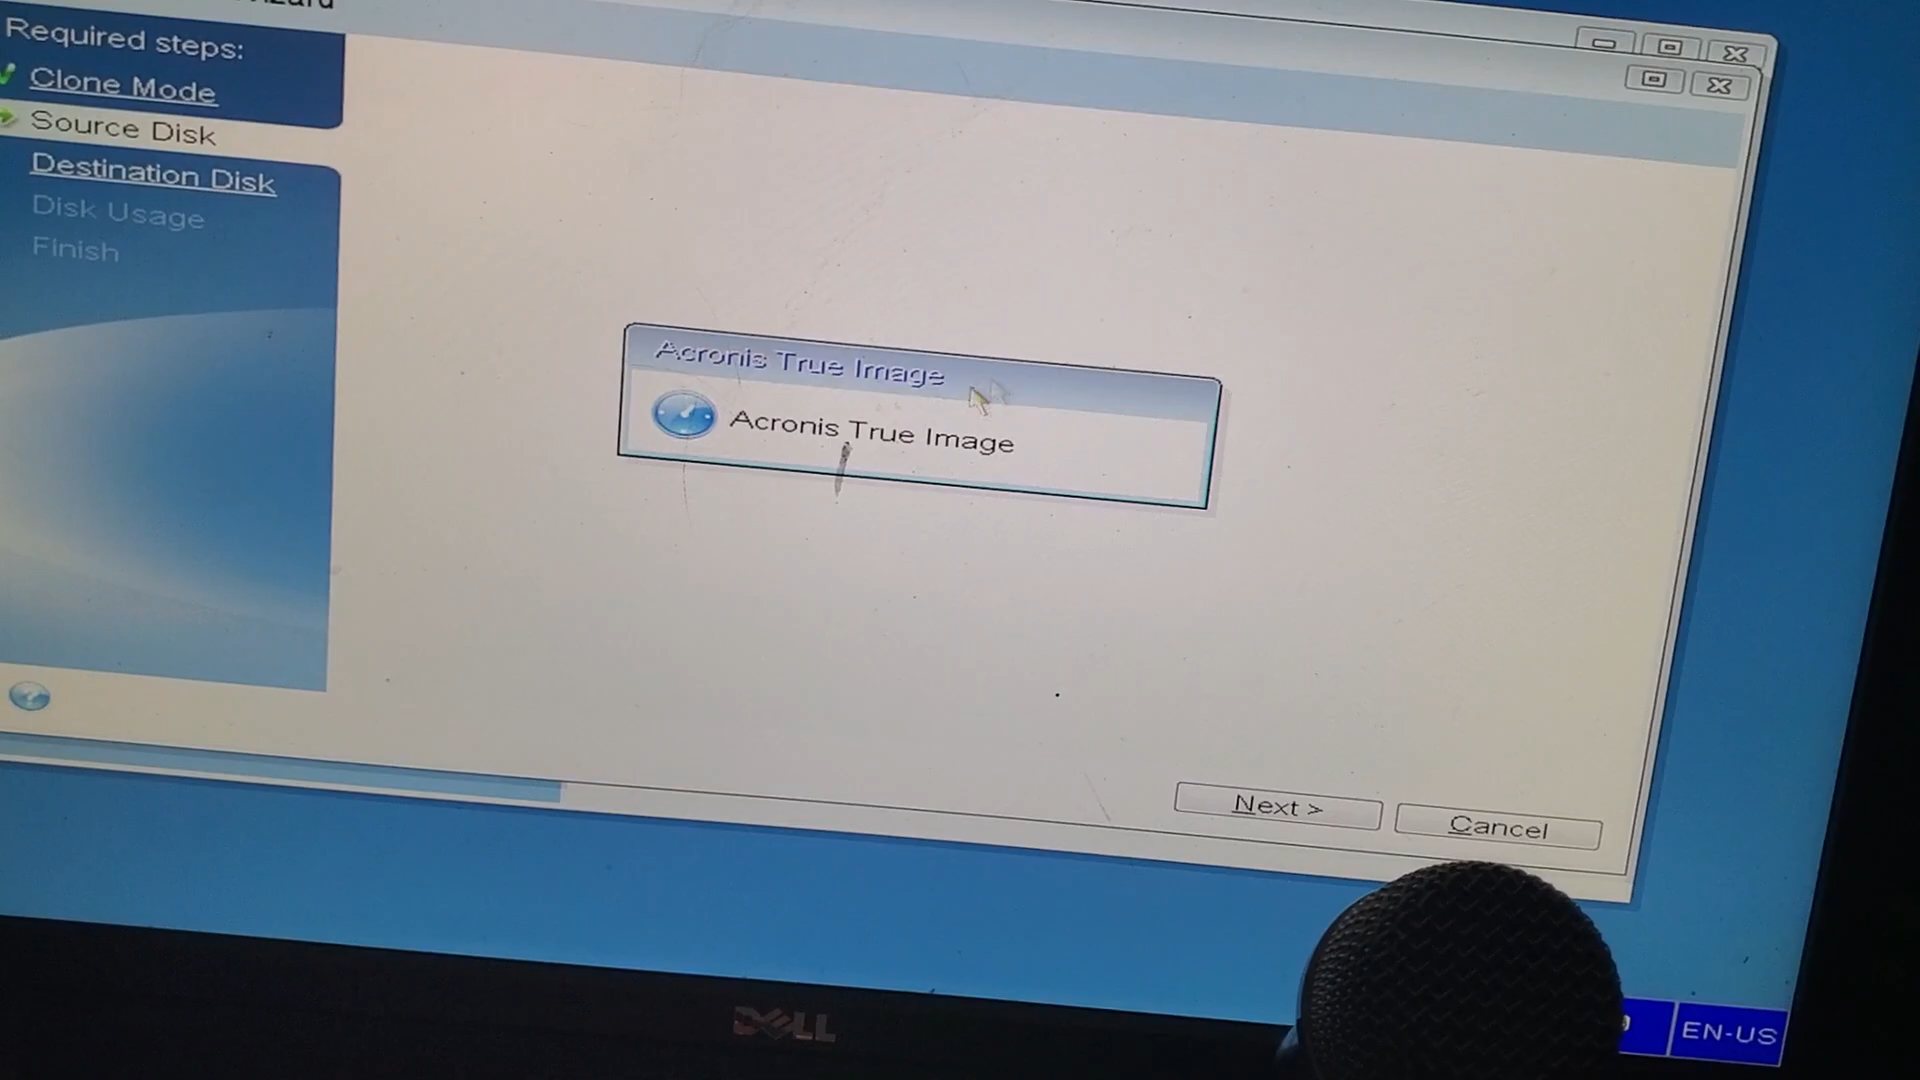 Required steps:
Clone Mode
Source Disk
Destination Disk
Disk Usage
Finish
Acronis True Image
Acronis True Image
Next >
Cancel
DELL
EN-US